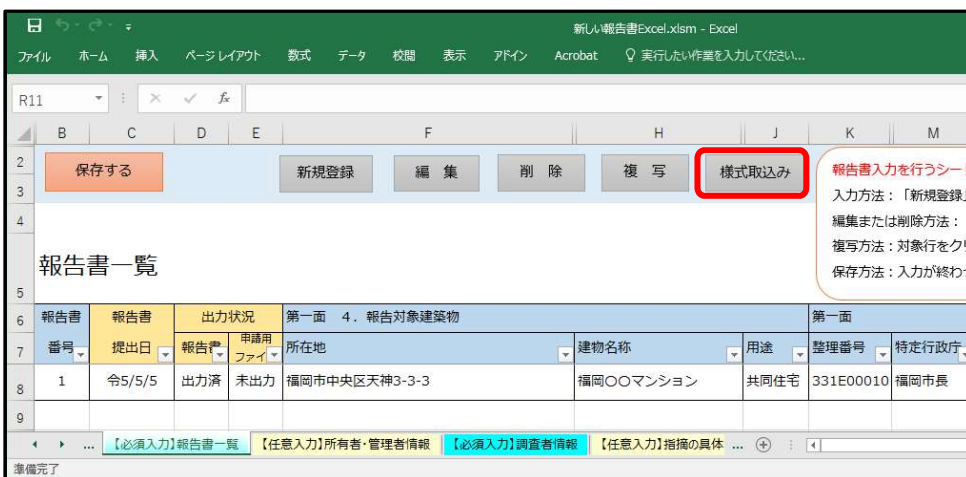 新しい報告書Excel.xlsm - Excel
ファイル ホーム 挿入 ページ レイアウト 数式 データ 校閲 表示 アドイン Acrobat 実行したい作業を入力してください...
R11 fx
B C D E F H J K M
2 保存する 新規登録 編 集 削 除 複 写 様式取込み
3
4
5 報告書一覧
報告書入力を行うシー
入力方法：「新規登録
編集または削除方法：
複写方法：対象行をク
保存方法：入力が終わ
6 報告書 報告書 出力状況 第一面 4．報告対象建築物 第一面
7 番号 提出日 報告書 申請用ファイ 所在地 建物名称 用途 整理番号 特定行政庁
8 1 令5/5/5 出力済 未出力 福岡市中央区天神3-3-3 福岡〇〇マンション 共同住宅 331E00010 福岡市長
9
... 【必須入力】報告書一覧 【任意入力】所有者・管理者情報 【必須入力】調査者情報 【任意入力】指摘の具体 ...
準備完了